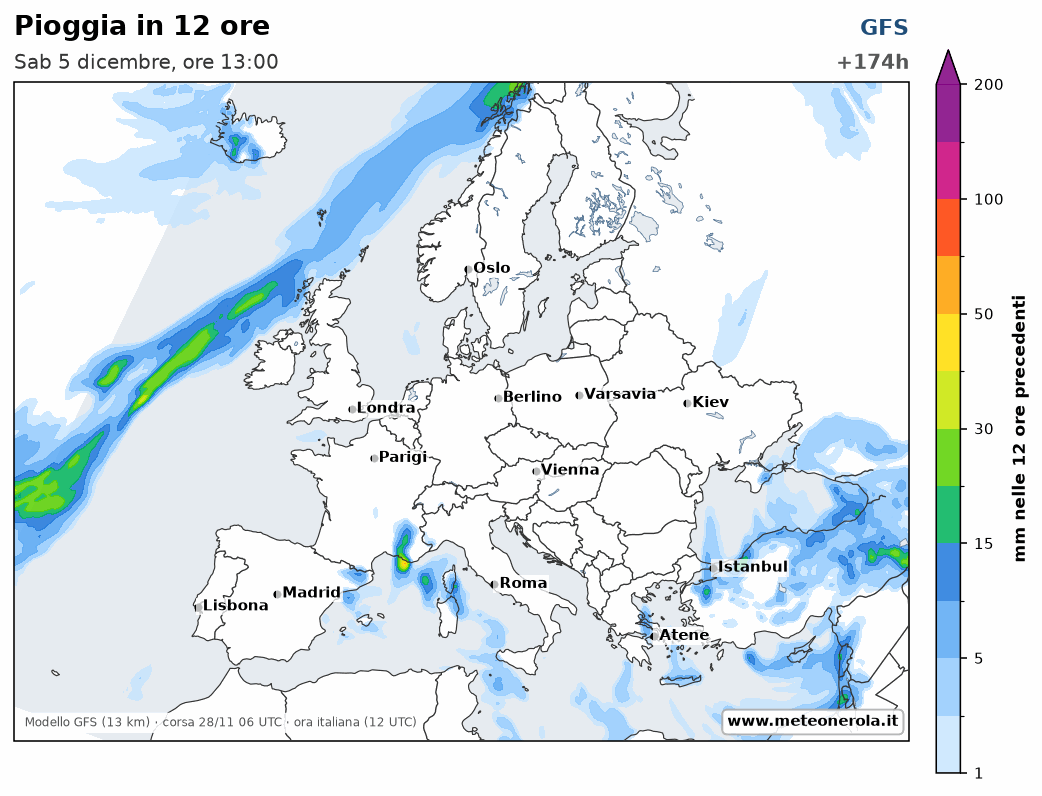 Pioggia in 12 ore
GFS
Sab 5 dicembre, ore 13:00
+174h
200
100
50
30
15
5
1
mm nelle 12 ore precedenti
Oslo
Berlino
Varsavia
Kiev
Londra
Parigi
Vienna
Istanbul
Roma
Madrid
Lisbona
Atene
Modello GFS (13 km) · corsa 28/11 06 UTC · ora italiana (12 UTC)
www.meteonerola.it